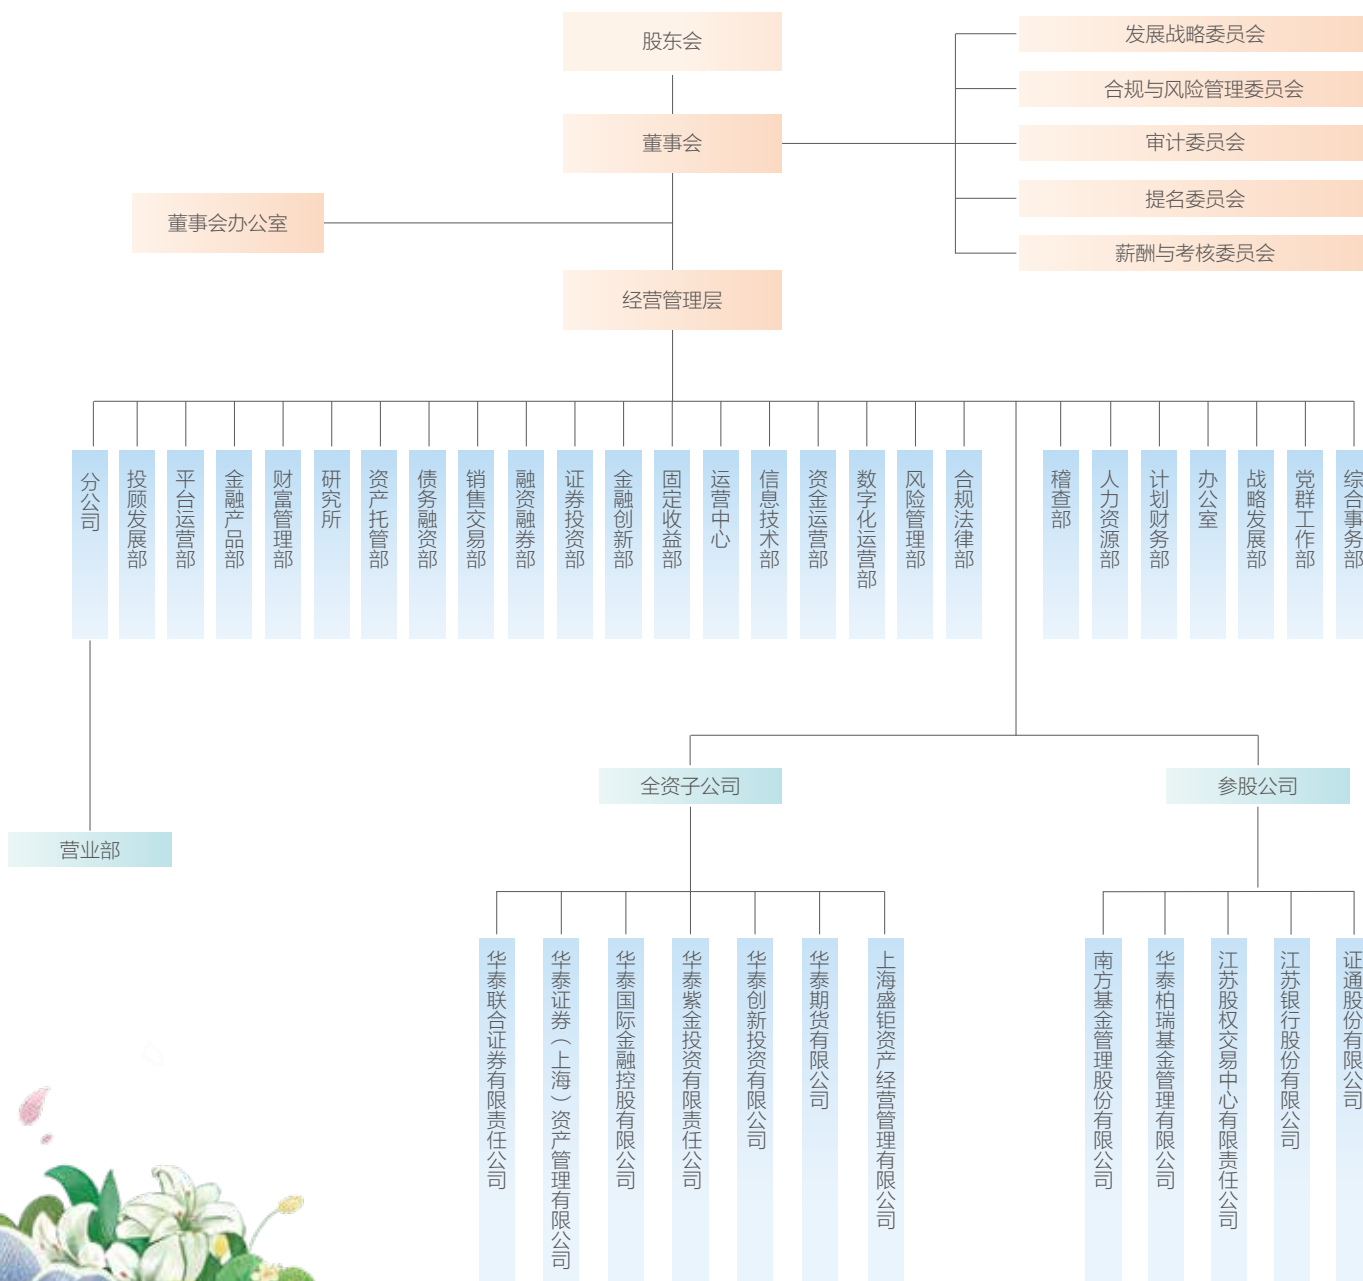 股东会
发展战略委员会
合规与风险管理委员会
董事会
审计委员会
提名委员会
董事会办公室
薪酬与考核委员会
经营管理层
分公司
投顾发展部
平台运营部
金融产品部
财富管理部
研究所
资产托管部
债务融资部
销售交易部
融资融券部
证券投资部
金融创新部
固定收益部
运营中心
信息技术部
资金运营部
数字化运营部
风险管理部
合规法律部
稽查部
人力资源部
计划财务部
办公室
战略发展部
党群工作部
综合事务部
全资子公司
参股公司
营业部
华泰联合证券有限责任公司
华泰证券（上海）资产管理有限公司
华泰国际金融控股有限公司
华泰紫金投资有限责任公司
华泰创新投资有限公司
华泰期货有限公司
上海盛钜资产经营管理有限公司
南方基金管理股份有限公司
华泰柏瑞基金管理有限公司
江苏股权交易中心有限责任公司
江苏银行股份有限公司
证通股份有限公司